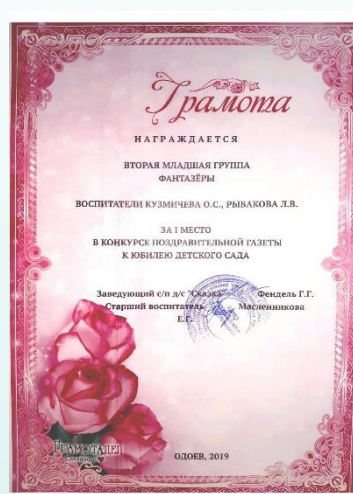 Грамота
НАГРАЖДАЕТСЯ
ВТОРАЯ МЛАДШАЯ ГРУППА
ФАНТАЗЁРЫ
ВОСПИТАТЕЛИ КУЗМИЧЕВА О.С., РЫБАКОВА Л.В.
ЗА I МЕСТО
В КОНКУРСЕ ПОЗДРАВИТЕЛЬНОЙ ГАЗЕТЫ
К ЮБИЛЕЮ ДЕТСКОГО САДА
Заведующий с/п д/с "Сказка" Фендель Г.Г.
Старший воспитатель Масленникова
Е.Г.
ОДОЕВ, 2019